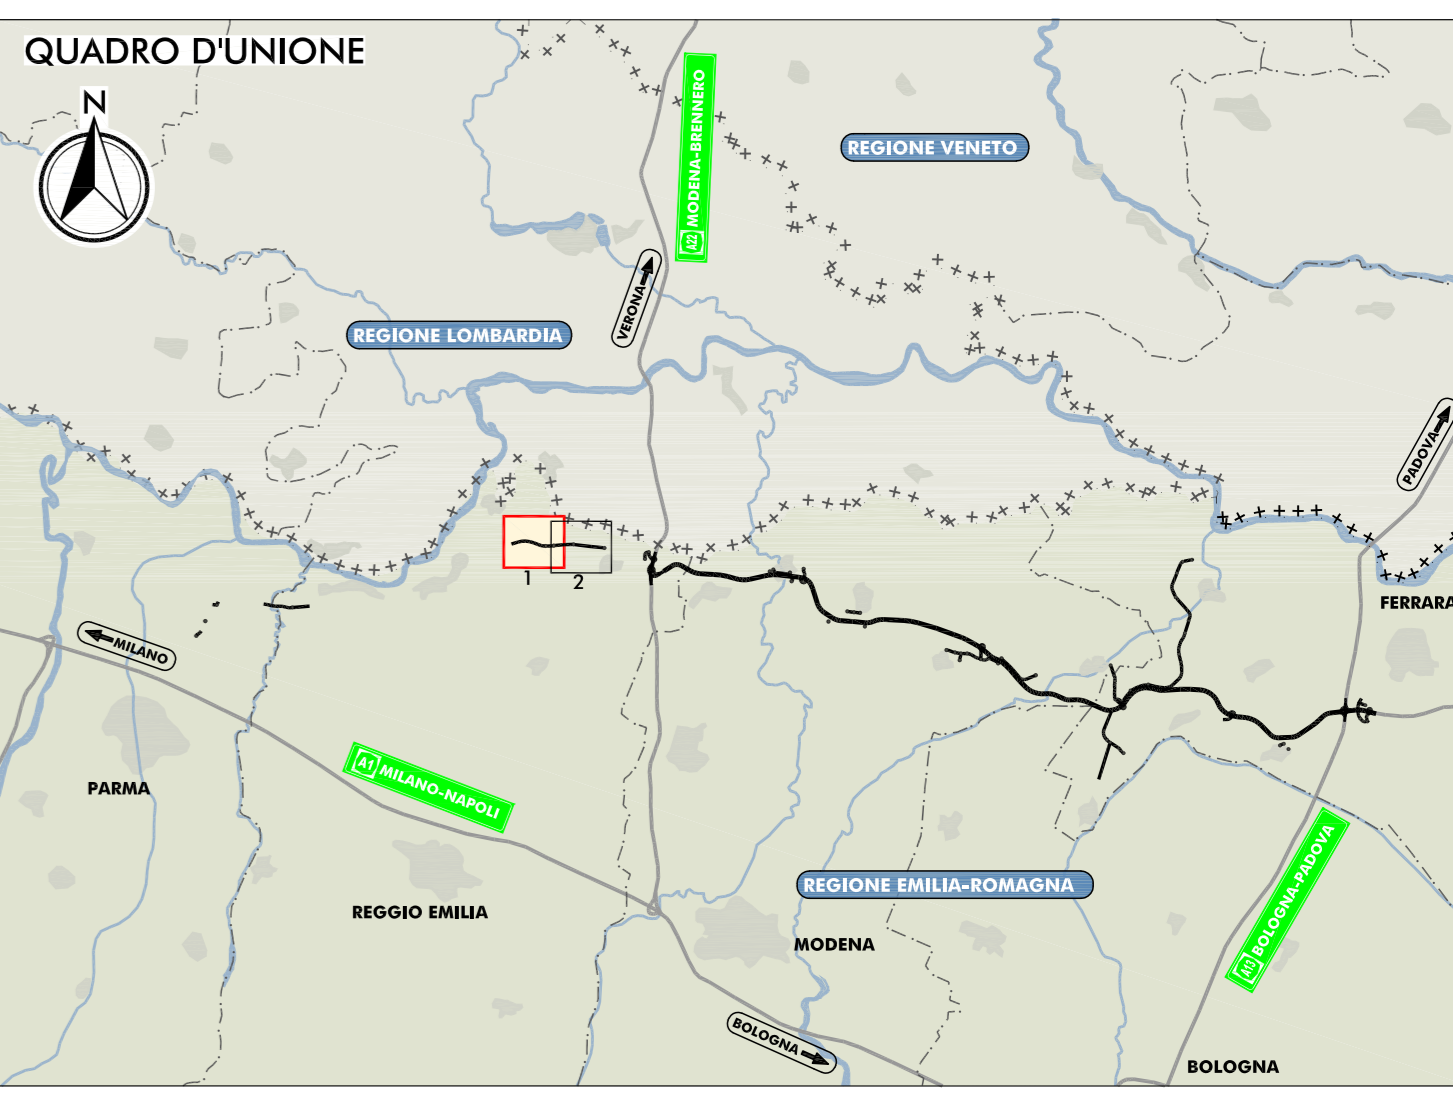 QUADRO D'UNIONE
N
A22 MODENA-BRENNERO
REGIONE VENETO
VERONA
REGIONE LOMBARDIA
PADOVA
1
2
FERRARA
MILANO
A1 MILANO-NAPOLI
PARMA
A13 BOLOGNA-PADOVA
REGIONE EMILIA-ROMAGNA
REGGIO EMILIA
MODENA
BOLOGNA
BOLOGNA